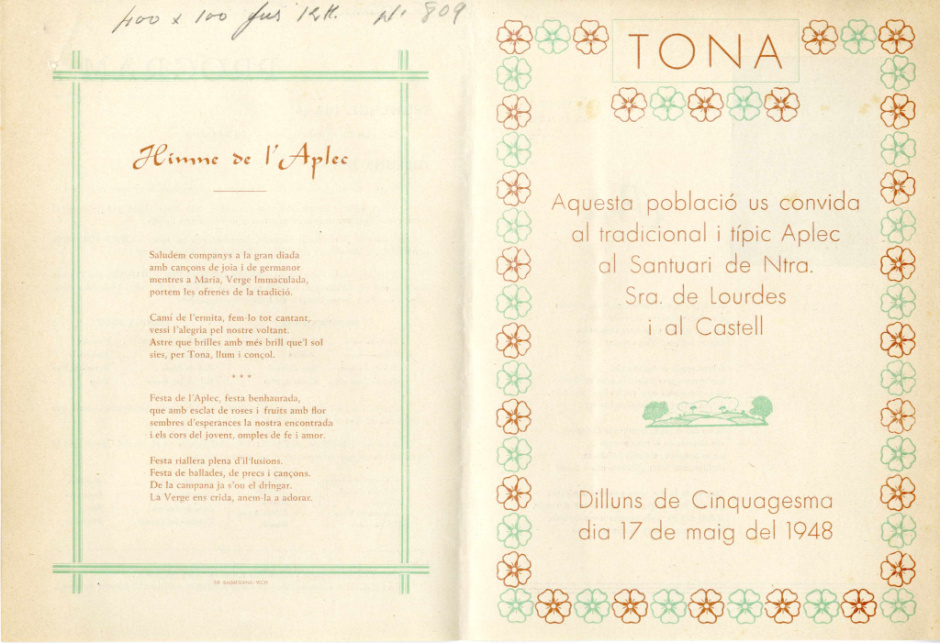 400 x 100
nº 809
Himne de l'Aplec
Saludem companys a la gran diada
amb cançons de joia i de germanor
mentres a Maria, Verge Immaculada,
portem les ofrenes de la tradició.
Camí de l'ermita, fem-lo tot cantant,
vessi l'alegria pel nostre voltant.
Astre que brilles amb més brill que'l sol
sies, per Tona, llum i conçol.
* * *
Festa de l'Aplec, festa benhaurada,
que amb esclat de roses i fruits amb flor
sembres d'esperances la nostra encontrada
i els cors del jovent, omples de fe i amor.
Festa riallera plena d'il·lusions.
Festa de ballades, de precs i cançons.
De la campana ja s'ou el dringar.
La Verge ens crida, anem-la a adorar.
TONA
Aquesta població us convida
al tradicional i típic Aplec
al Santuari de Ntra.
Sra. de Lourdes
i al Castell
Dilluns de Cinquagesma
dia 17 de maig del 1948